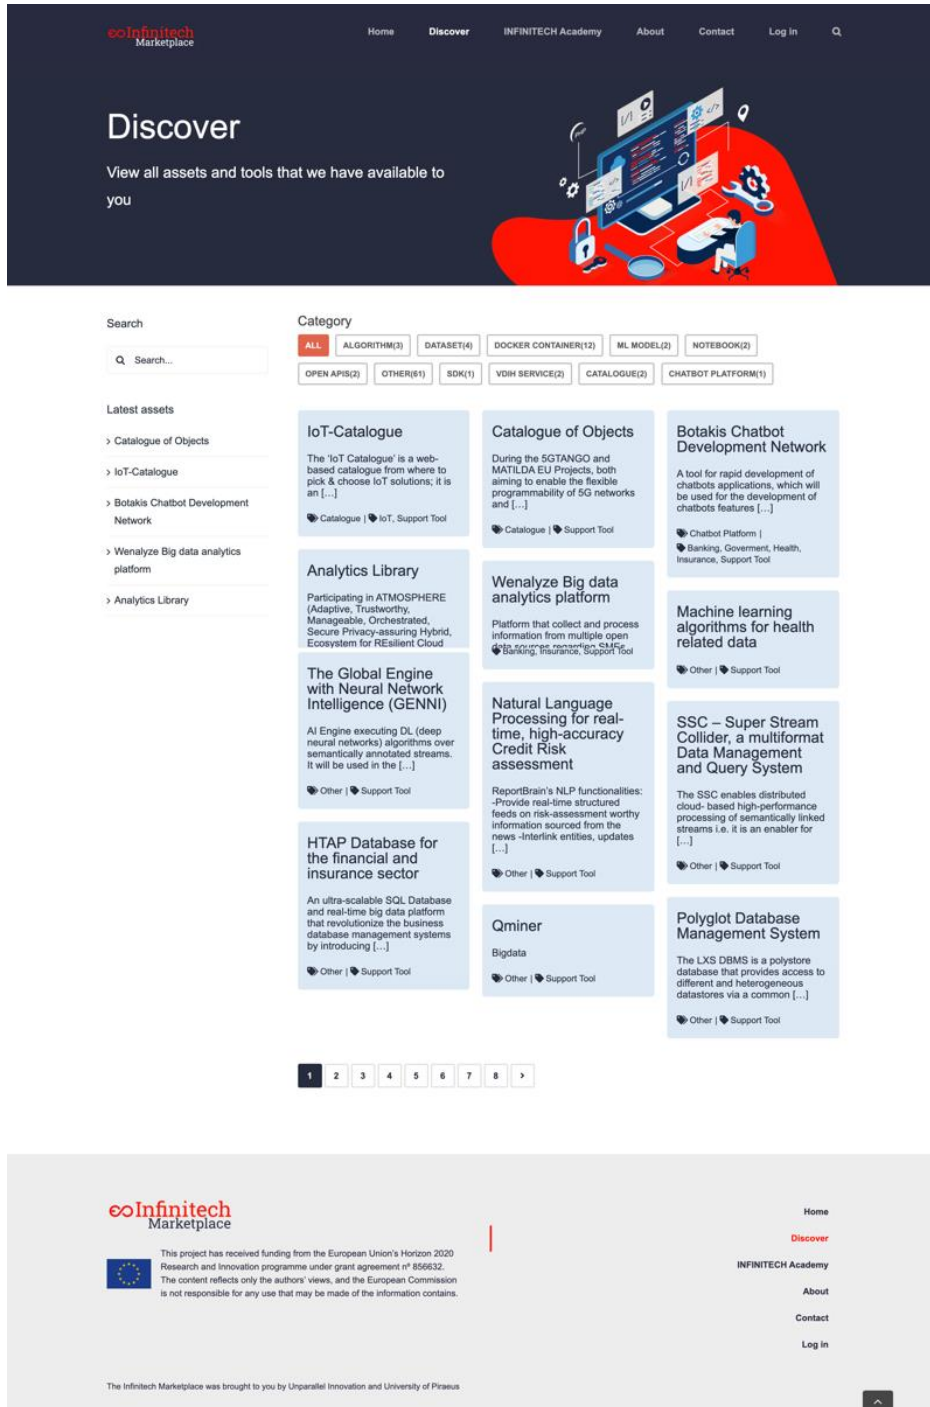 Infinitech
Marketplace
Home
Discover
INFINITECH Academy
About
Contact
Log in
Discover
View all assets and tools that we have available to
you
Search
Search...
Latest assets
Catalogue of Objects
IoT-Catalogue
Botakis Chatbot Development
Network
Wenalyze Big data analytics
platform
Analytics Library
Category
ALL
ALGORITHM(3)
DATASET(4)
DOCKER CONTAINER(12)
ML MODEL(2)
NOTEBOOK(2)
OPEN APIS(2)
OTHER(61)
SDK(1)
VDIH SERVICE(2)
CATALOGUE(2)
CHATBOT PLATFORM(1)
IoT-Catalogue
The 'IoT Catalogue' is a web-
based catalogue from where to
pick & choose IoT solutions; it is
an […]
Catalogue | IoT, Support Tool
Analytics Library
Participating in ATMOSPHERE
(Adaptive, Trustworthy,
Manageable, Orchestrated,
Secure Privacy-assuring Hybrid,
Ecosystem for REsilient Cloud
The Global Engine
with Neural Network
Intelligence (GENNI)
AI Engine executing DL (deep
neural networks) algorithms over
semantically annotated streams.
It will be used in the […]
Other | Support Tool
HTAP Database for
the financial and
insurance sector
An ultra-scalable SQL Database
and real-time big data platform
that revolutionize the business
database management systems
by introducing […]
Other | Support Tool
Catalogue of Objects
During the 5GTANGO and
MATILDA EU Projects, both
aiming to enable the flexible
programmability of 5G networks
and […]
Catalogue | Support Tool
Wenalyze Big data
analytics platform
Platform that collect and process
information from multiple open
data sources regarding SMEs
Banking, Insurance, Support Tool
Natural Language
Processing for real-
time, high-accuracy
Credit Risk
assessment
ReportBrain's NLP functionalities:
-Provide real-time structured
feeds on risk-assessment worthy
information sourced from the
news -Interlink entities, updates
[…]
Other | Support Tool
Qminer
Bigdata
Other | Support Tool
Botakis Chatbot
Development Network
A tool for rapid development of
chatbots applications, which will
be used for the development of
chatbots features […]
Chatbot Platform |
Banking, Goverment, Health,
Insurance, Support Tool
Machine learning
algorithms for health
related data
Other | Support Tool
SSC – Super Stream
Collider, a multiformat
Data Management
and Query System
The SSC enables distributed
cloud- based high-performance
processing of semantically linked
streams i.e. it is an enabler for
[…]
Other | Support Tool
Polyglot Database
Management System
The LXS DBMS is a polystore
database that provides access to
different and heterogeneous
datastores via a common […]
Other | Support Tool
1 2 3 4 5 6 7 8 >
Infinitech
Marketplace
This project has received funding from the European Union's Horizon 2020
Research and Innovation programme under grant agreement nº 856632.
The content reflects only the authors' views, and the European Commission
is not responsible for any use that may be made of the information contains.
Home
Discover
INFINITECH Academy
About
Contact
Log in
The Infinitech Marketplace was brought to you by Unparallel Innovation and University of Piraeus